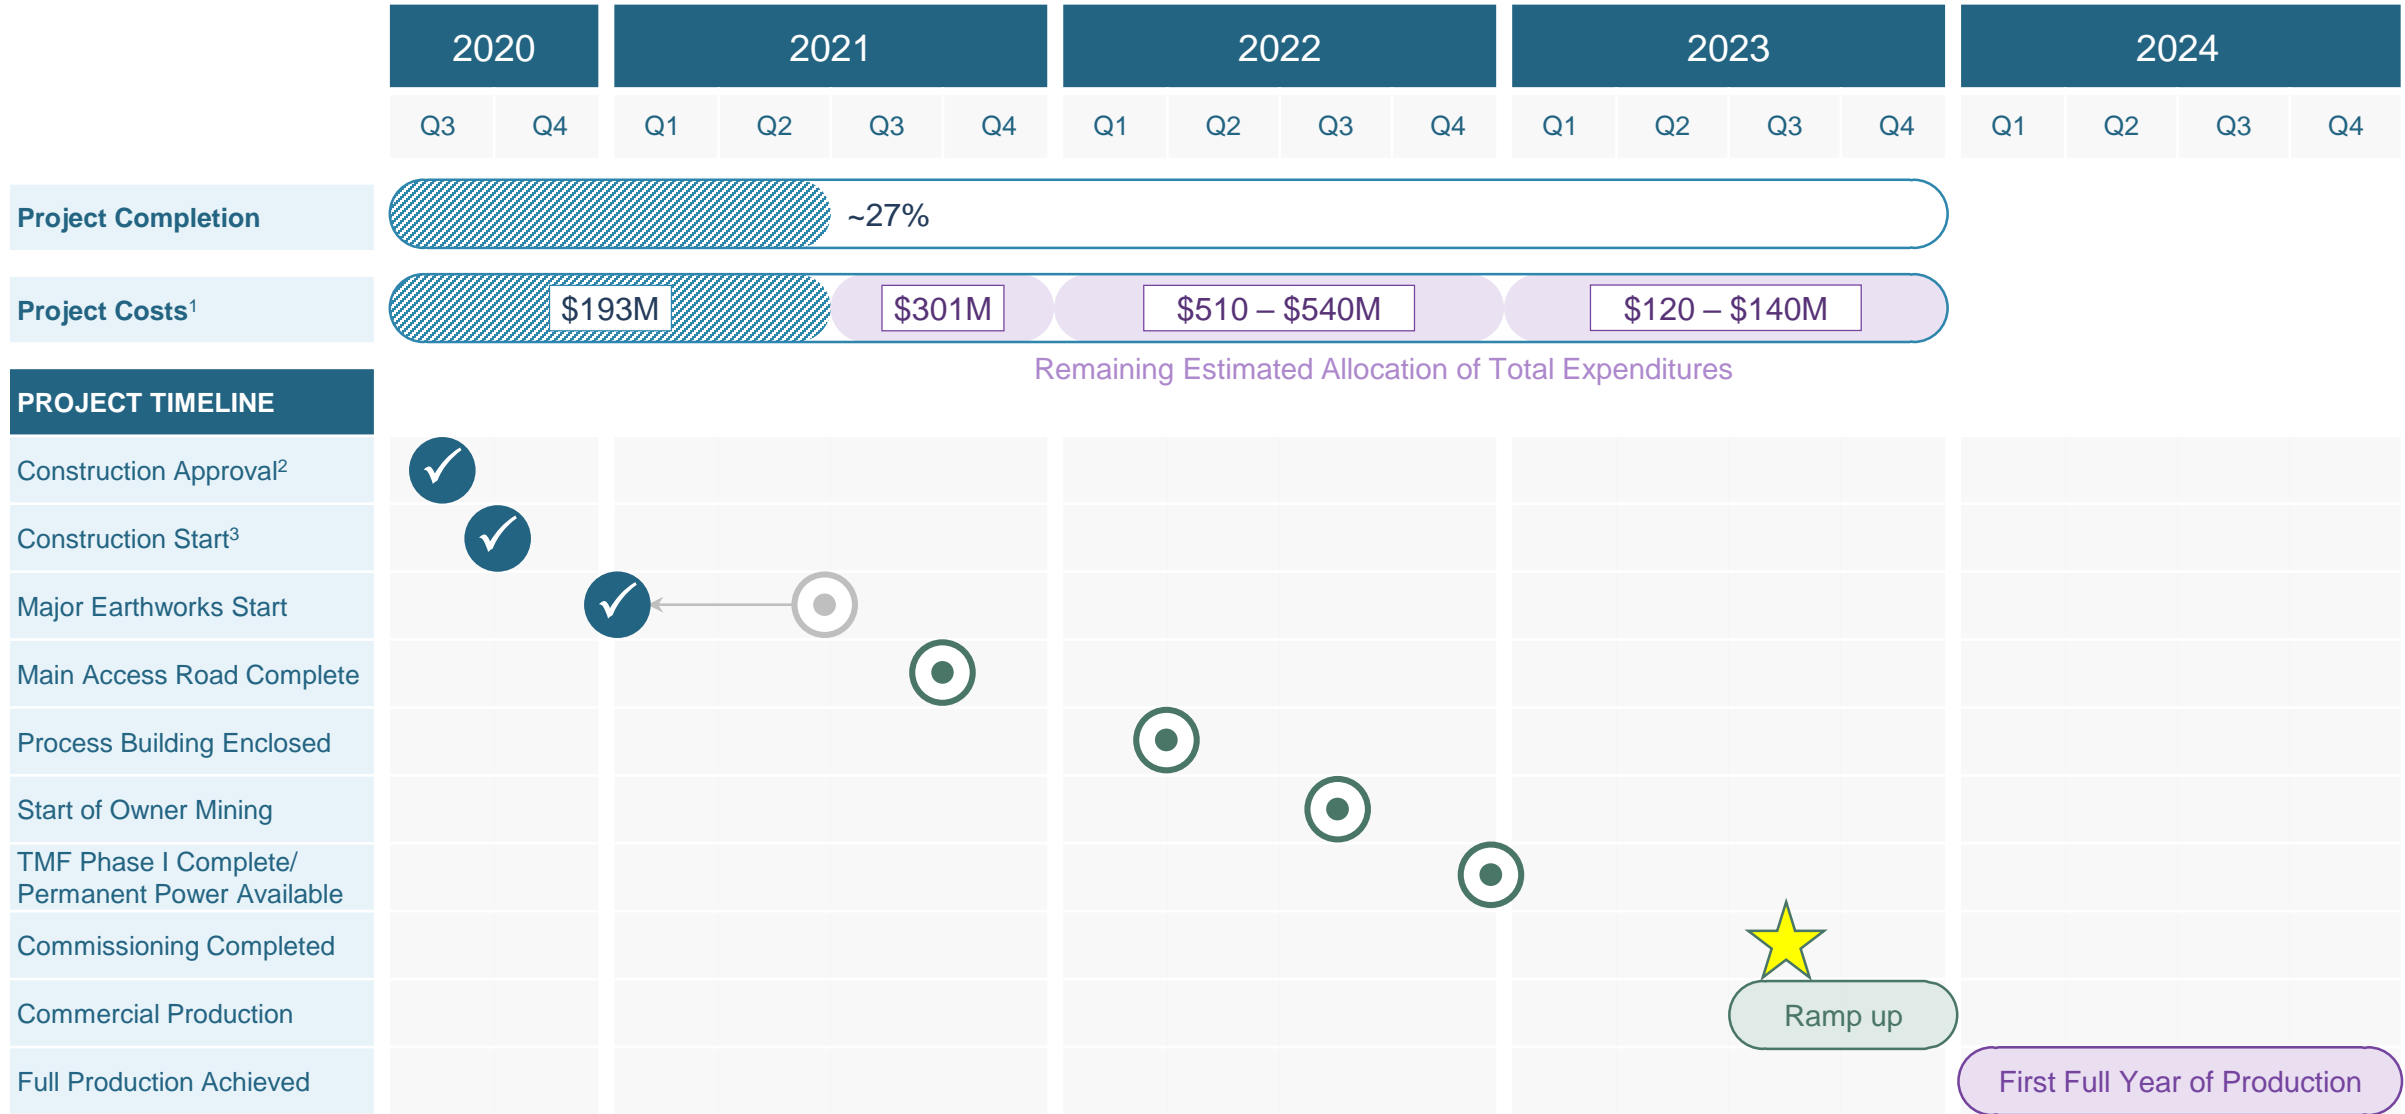 2020 2021 2022 2023 2024
Q3 Q4 Q1 Q2 Q3 Q4 Q1 Q2 Q3 Q4 Q1 Q2 Q3 Q4 Q1 Q2 Q3 Q4
Project Completion ~27%
Project Costs¹ $193M $301M $510 – $540M $120 – $140M
Remaining Estimated Allocation of Total Expenditures
PROJECT TIMELINE
Construction Approval²
Construction Start³
Major Earthworks Start
Main Access Road Complete
Process Building Enclosed
Start of Owner Mining
TMF Phase I Complete/
Permanent Power Available
Commissioning Completed
Commercial Production Ramp up
Full Production Achieved First Full Year of Production